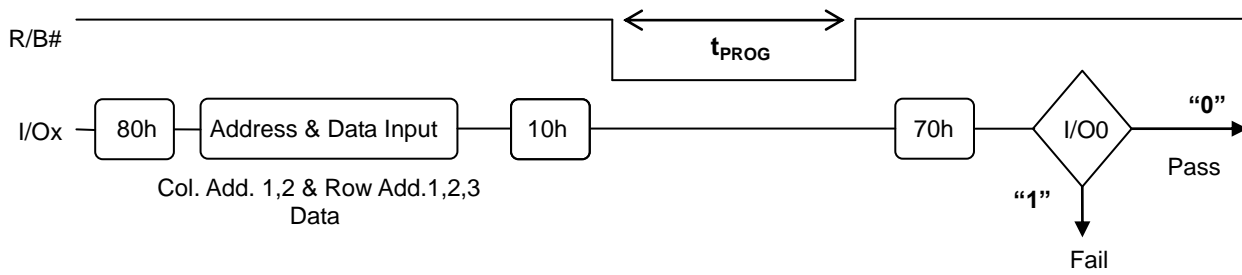 R/B#
tPROG
I/Ox
80h
Address & Data Input
10h
70h
I/O0
“0”
Pass
Col. Add. 1,2 & Row Add.1,2,3
Data
“1”
Fail